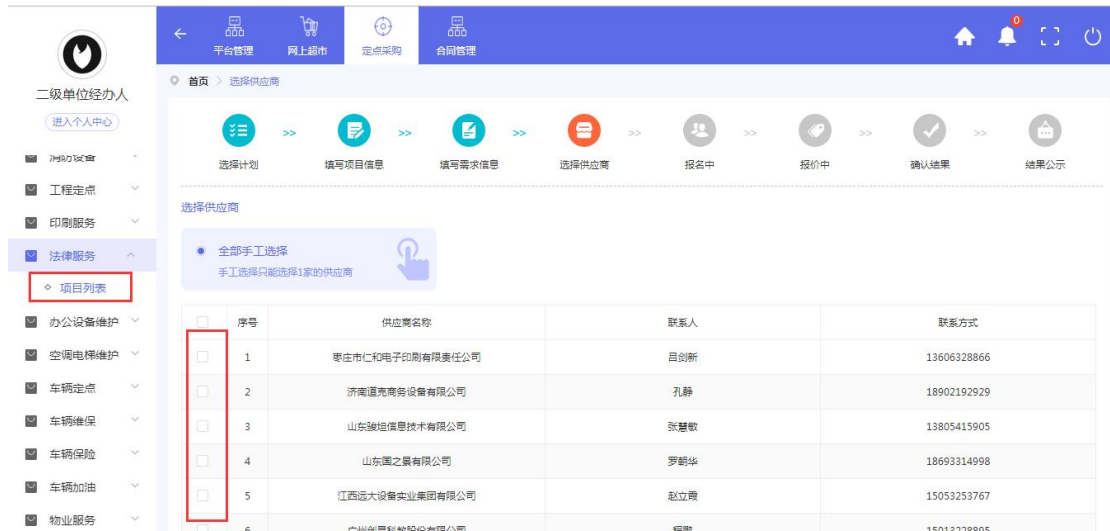 平台管理 网上超市 定点采购 合同管理 0
二级单位经办人
进入个人中心
首页 > 选择供应商
>> >> >> >> >> >> >>
选择计划 填写项目信息 填写需求信息 选择供应商 报名中 报价中 确认结果 结果公示
消防设备
工程定点
印刷服务
法律服务
项目列表
办公设备维护
空调电梯维护
车辆定点
车辆维保
车辆保险
车辆加油
物业服务
选择供应商
全部手工选择
手工选择只能选择1家的供应商
序号 供应商名称 联系人 联系方式
1 枣庄市仁和电子印刷有限责任公司 吕剑新 13606328866
2 济南道亮商务设备有限公司 孔静 18902192929
3 山东骏坦信息技术有限公司 张慧敏 13805415905
4 山东国之景有限公司 罗朝华 18693314998
5 江西远大设备实业集团有限公司 赵立霞 15053253767
6 15013228895